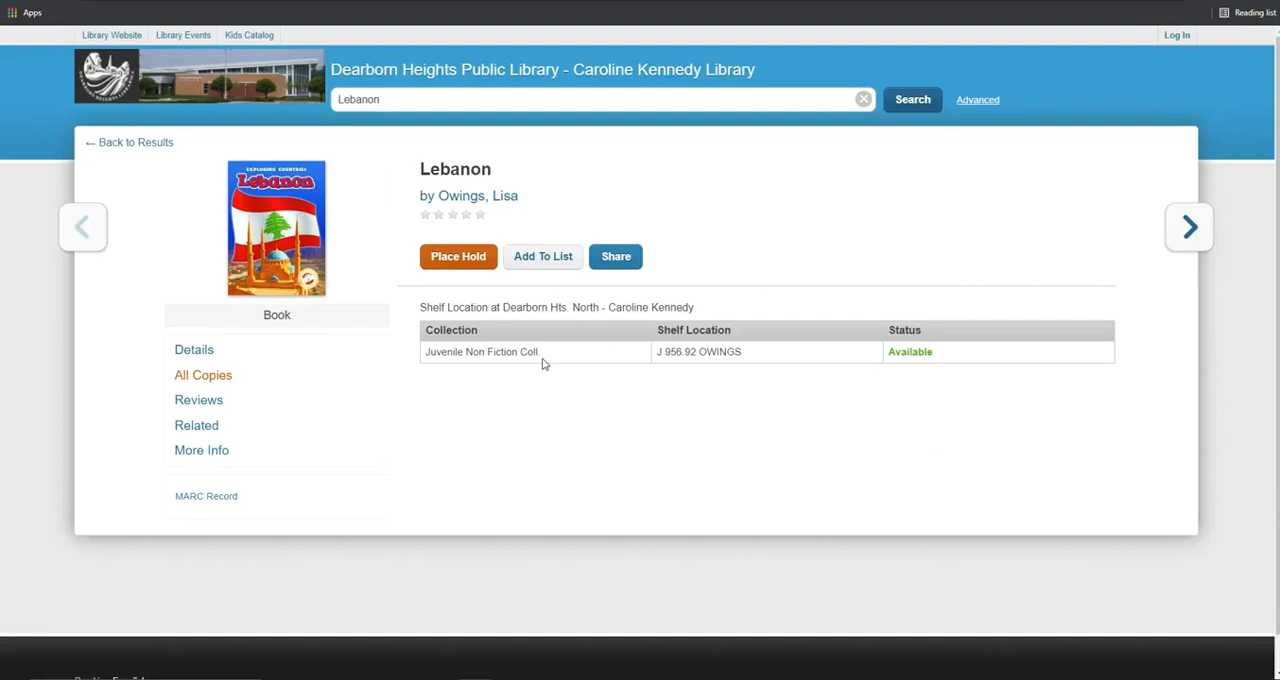 Apps
Reading list
Library Website Library Events Kids Catalog
Log In
Dearborn Heights Public Library - Caroline Kennedy Library
Lebanon
Search
Advanced
← Back to Results
EXPLORING COUNTRIES
Lebanon
Lebanon
by Owings, Lisa
Place Hold Add To List Share
Shelf Location at Dearborn Hts. North - Caroline Kennedy
Collection Shelf Location Status
Juvenile Non Fiction Coll. J 956.92 OWINGS Available
Book
Details
All Copies
Reviews
Related
More Info
MARC Record